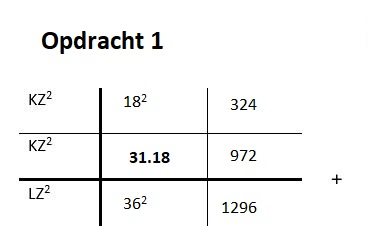 Opdracht 1
KZ² 18² 324
KZ² 31.18 972
+
LZ² 36² 1296